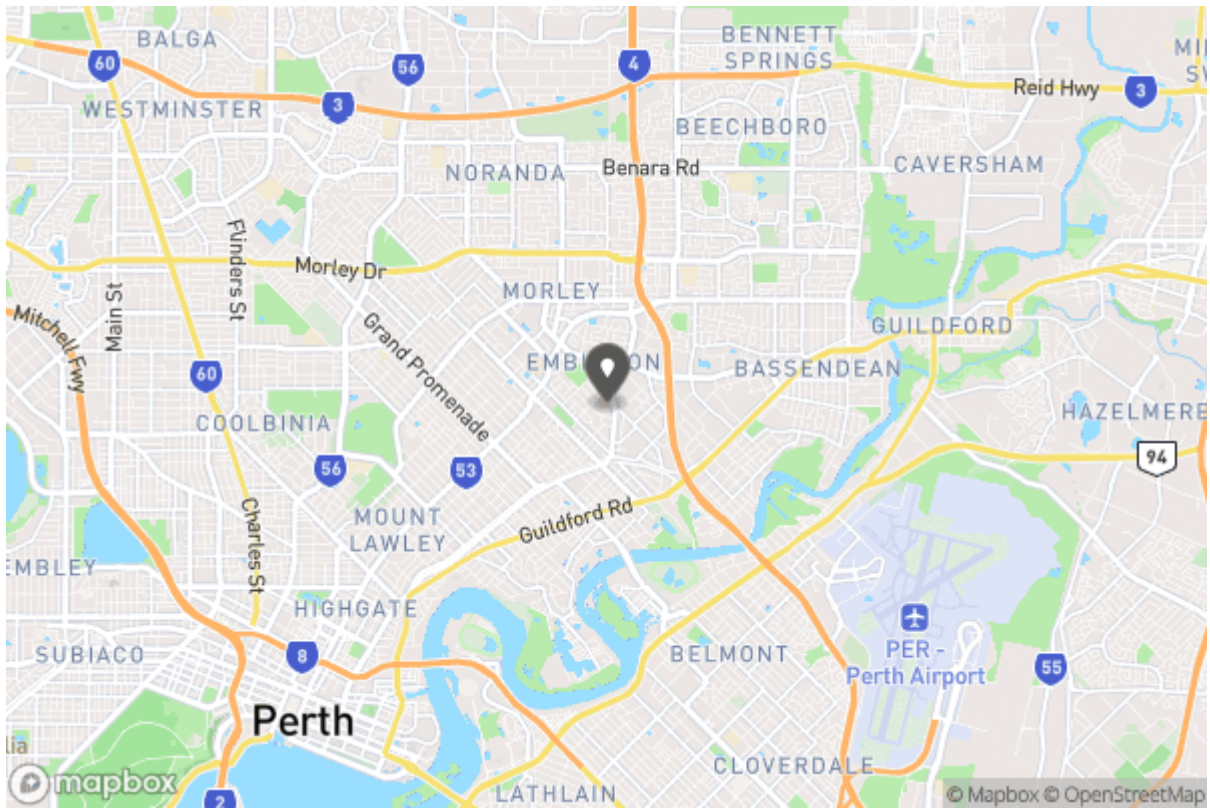 BALGA
60
56
4
BENNETT
SPRINGS
Reid Hwy
3
WESTMINSTER
3
BEECHBORO
NORANDA
Benara Rd
CAVERSHAM
Flinders St
Morley Dr
Main St
MORLEY
Mitchell Fwy
Grand Promenade
GUILDFORD
60
BASSENDEAN
COOLBINIA
HAZELMERE
56
53
94
Charles St
MOUNT
LAWLEY
Guildford Rd
EMBLEY
HIGHGATE
SUBIACO
8
BELMONT
PER -
Perth Airport
55
Perth
CLOVERDALE
LATHLAIN
2
mapbox
© Mapbox © OpenStreetMap